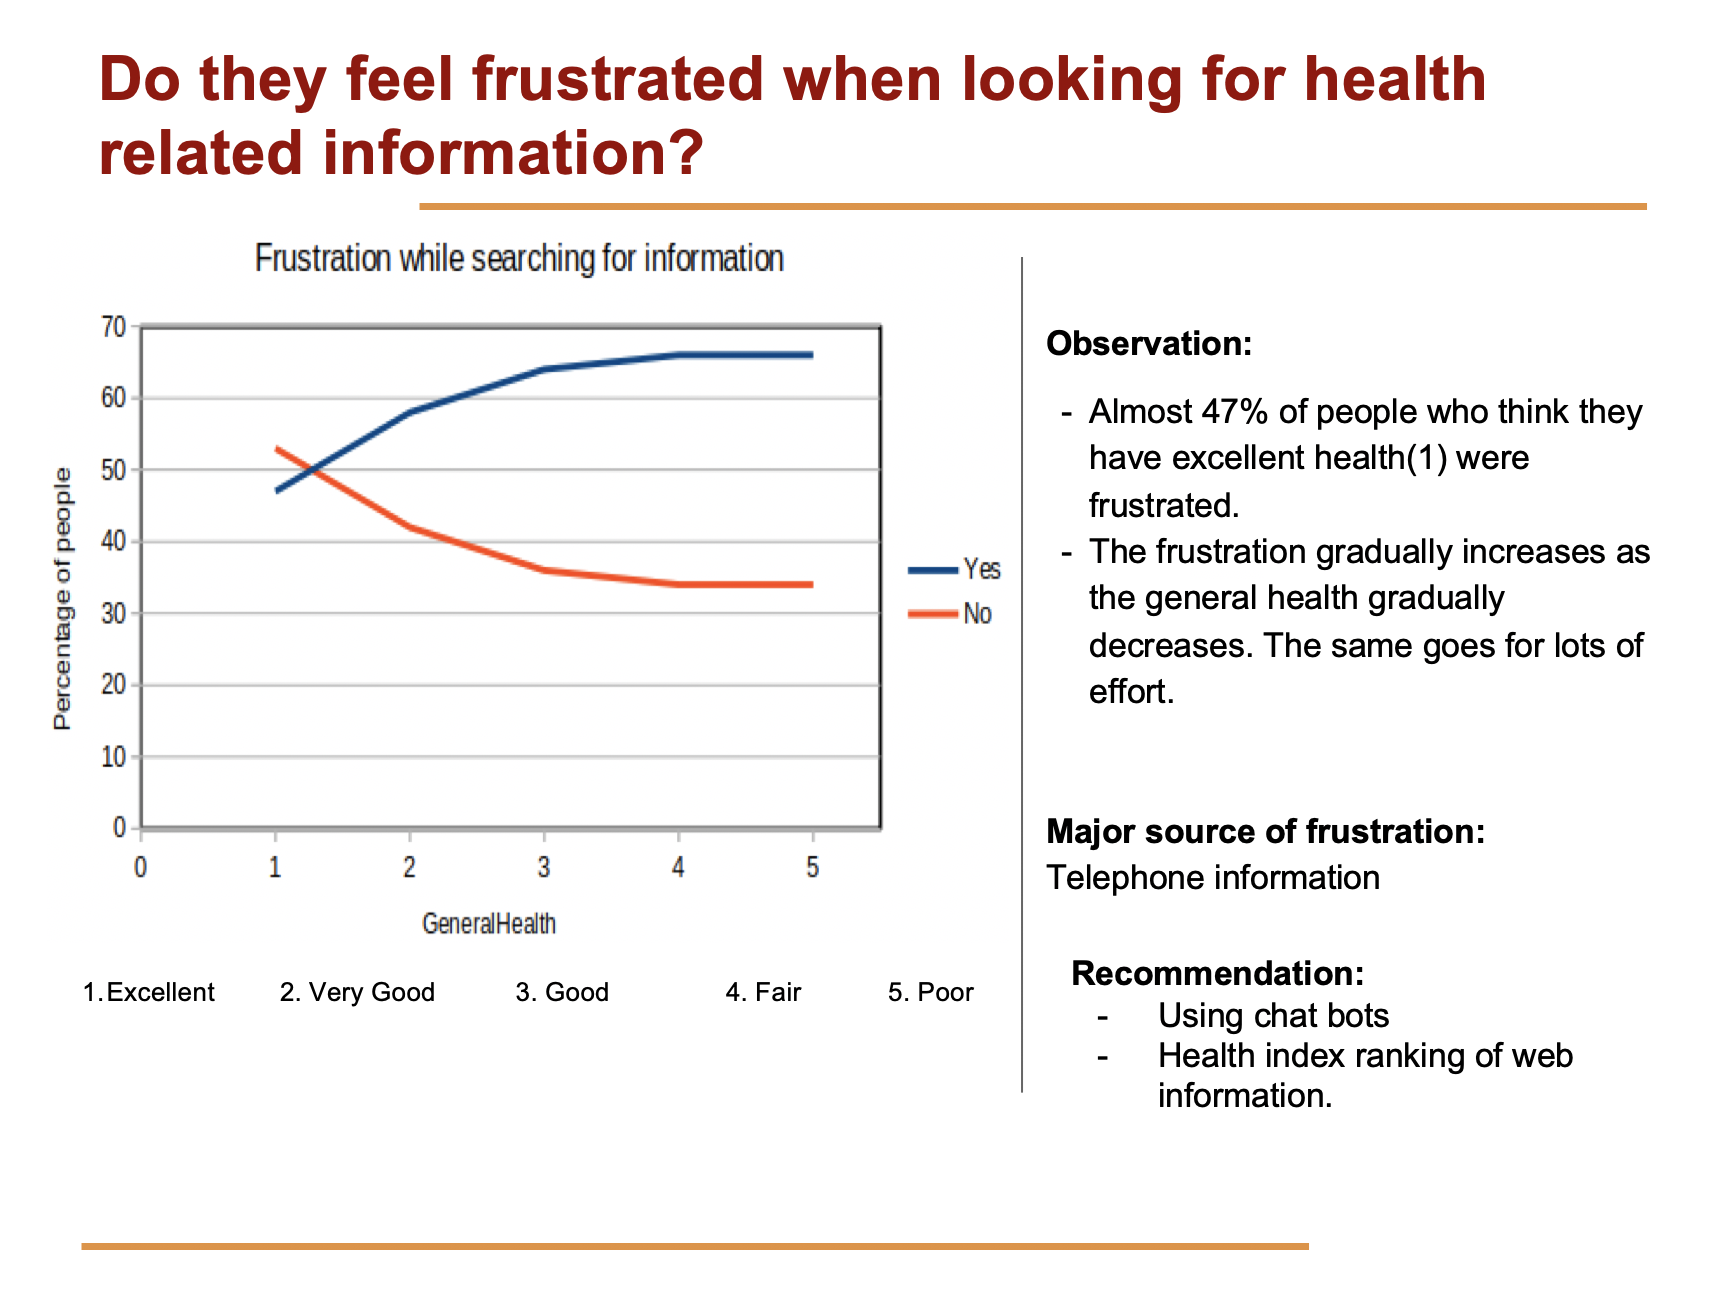 Do they feel frustrated when looking for health
related information?
Frustration while searching for information
70
60
50
40
30
20
10
0
Percentage of people
0 1 2 3 4 5
GeneralHealth
Yes
No
1.Excellent 2. Very Good 3. Good 4. Fair 5. Poor
Observation:
- Almost 47% of people who think they
have excellent health(1) were
frustrated.
- The frustration gradually increases as
the general health gradually
decreases. The same goes for lots of
effort.
Major source of frustration:
Telephone information
Recommendation:
- Using chat bots
- Health index ranking of web
information.